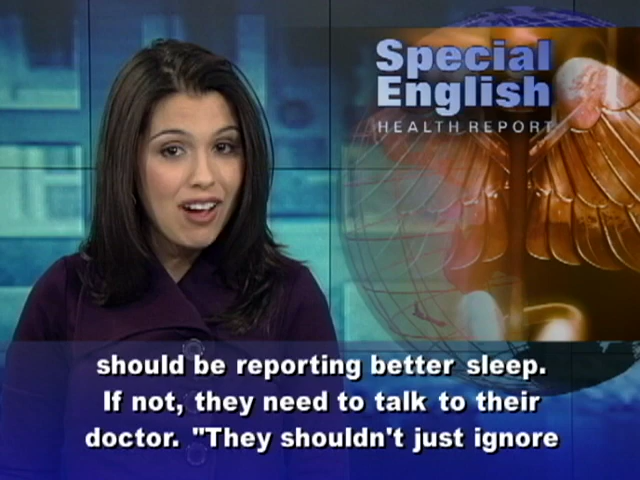 Special
English
HEALTH REPORT
should be reporting better sleep.
If not, they need to talk to their
doctor. "They shouldn't just ignore